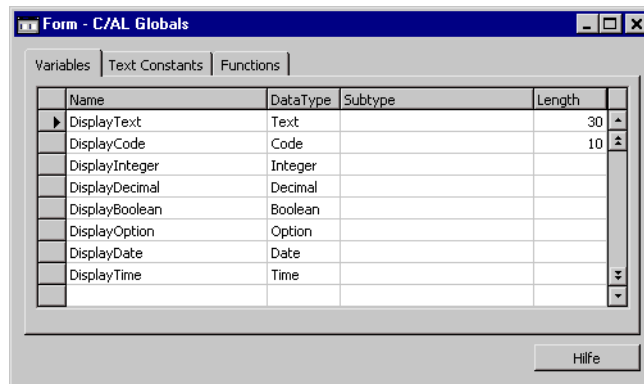 Form - C/AL Globals
Variables Text Constants Functions
Name DataType Subtype Length
DisplayText Text 30
DisplayCode Code 10
DisplayInteger Integer
DisplayDecimal Decimal
DisplayBoolean Boolean
DisplayOption Option
DisplayDate Date
DisplayTime Time
Hilfe